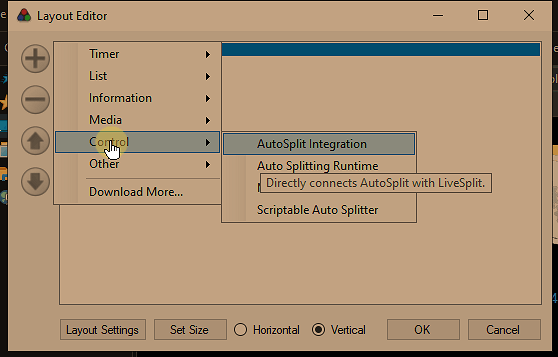 Layout Editor
Timer
List
Information
Media
Control
Other
Download More...
AutoSplit Integration
Auto Splitting Runtime
Directly connects AutoSplit with LiveSplit.
Scriptable Auto Splitter
Layout Settings
Set Size
Horizontal
Vertical
OK
Cancel